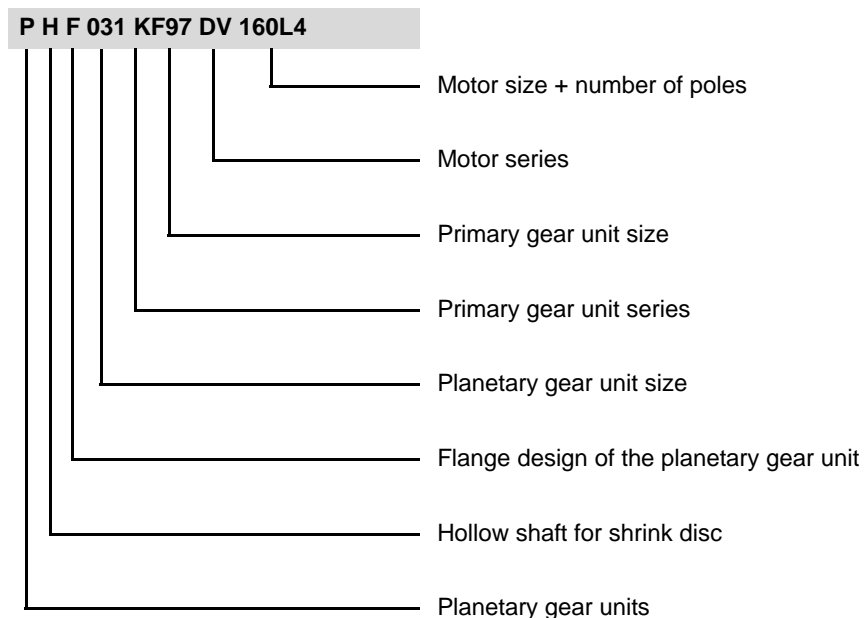 P H F 031 KF97 DV 160L4
Motor size + number of poles
Motor series
Primary gear unit size
Primary gear unit series
Planetary gear unit size
Flange design of the planetary gear unit
Hollow shaft for shrink disc
Planetary gear units